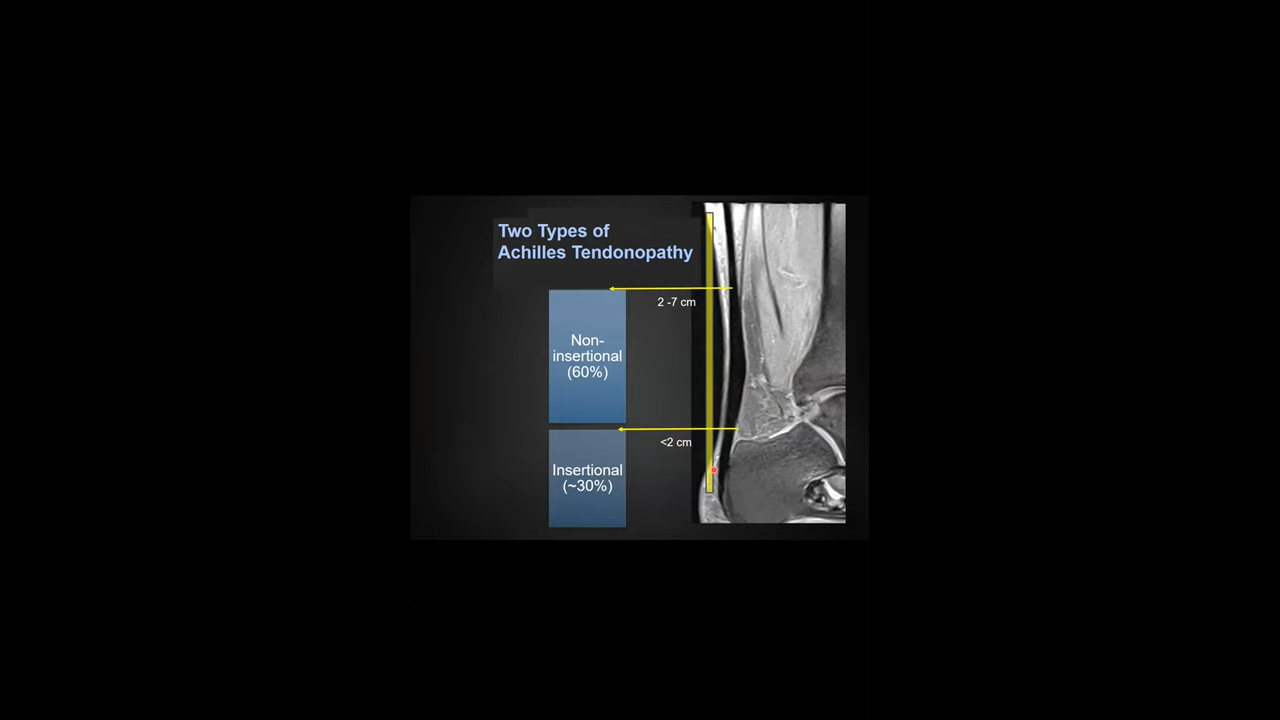 Two Types of
Achilles Tendonopathy
2 -7 cm
Non-
insertional
(60%)
<2 cm
Insertional
(~30%)